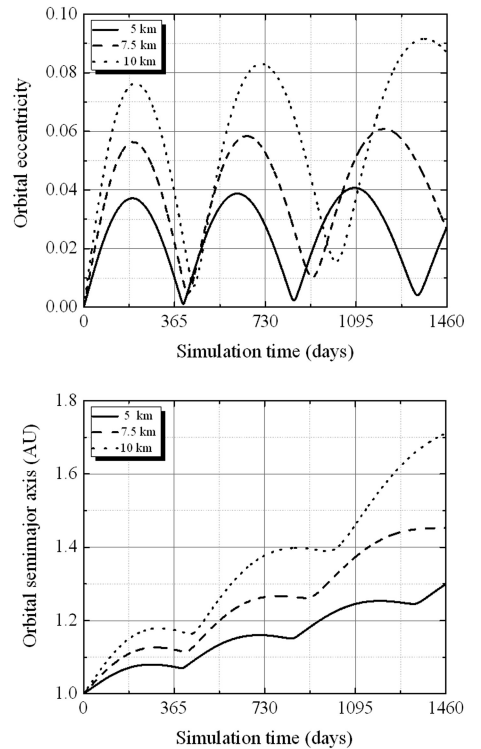 0.10
5 km
7.5 km
10 km
0.08
0.06
0.04
0.02
0.00
Orbital eccentricity
0 365 730 1095 1460
Simulation time (days)
1.8
5 km
7.5 km
10 km
1.6
1.4
1.2
1.0
Orbital semimajor axis (AU)
0 365 730 1095 1460
Simulation time (days)